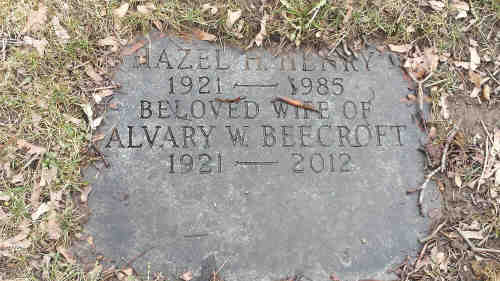 HAZEL H. HENRY
1921 — 1985
BELOVED WIFE OF
ALVARY W. BEECROFT
1921 — 2012